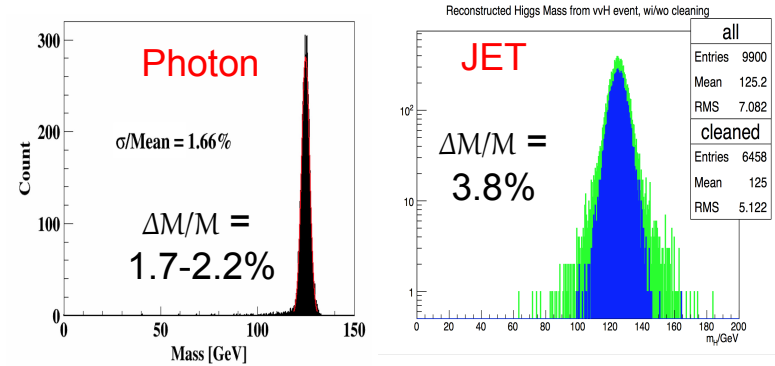 Photon
σ/Mean = 1.66%
ΔM/M =
1.7-2.2%
Count
300
200
100
0
0 50 100 150
Mass [GeV]
Reconstructed Higgs Mass from vvH event, wi/wo cleaning
JET
ΔM/M =
3.8%
all
Entries 9900
Mean 125.2
RMS 7.082
cleaned
Entries 6458
Mean 125
RMS 5.122
10²
10
1
0 20 40 60 80 100 120 140 160 180 200
m_H/GeV